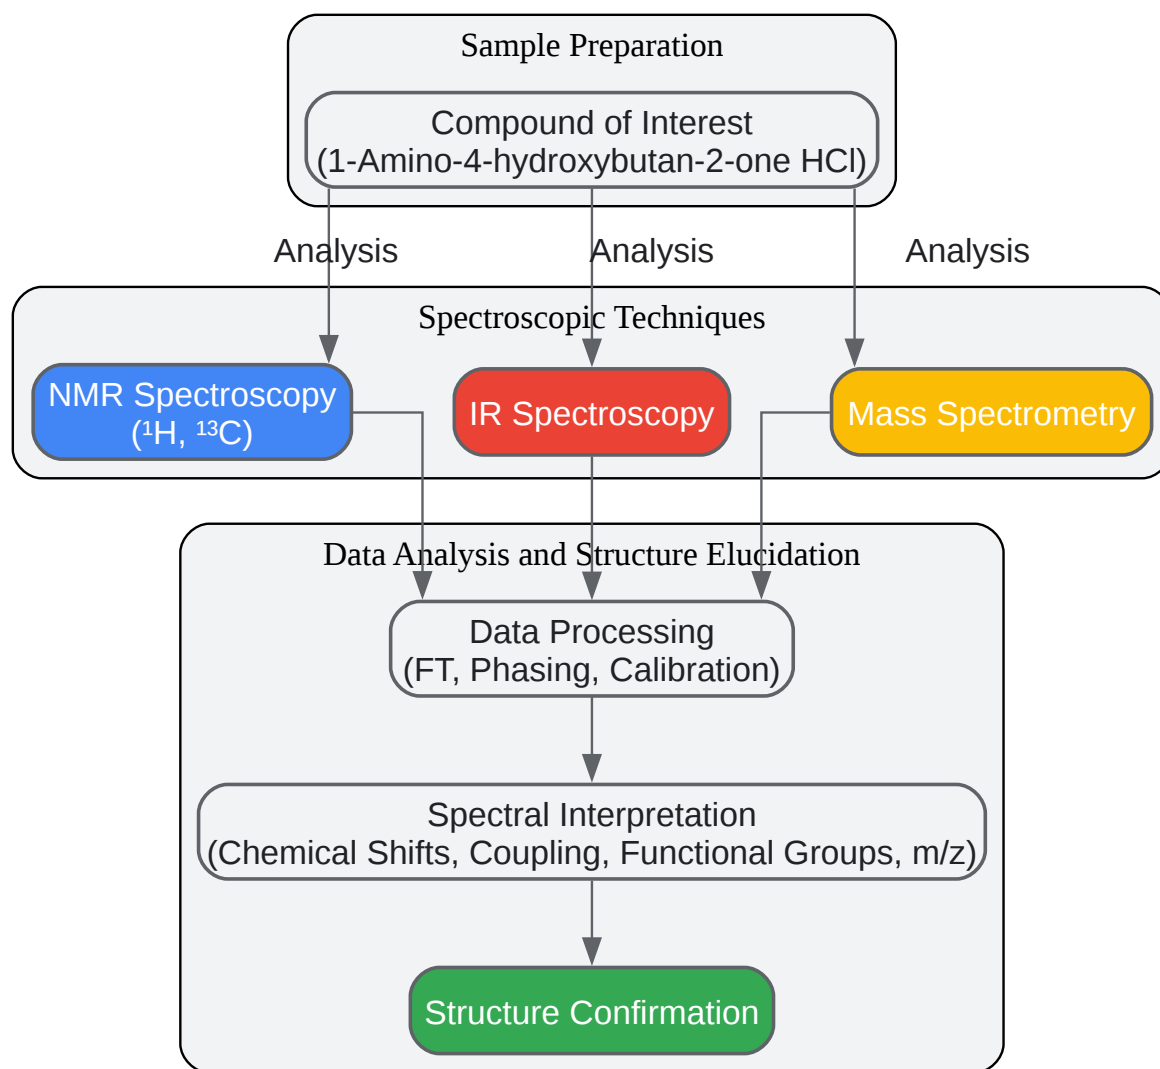 Sample Preparation
Compound of Interest
(1-Amino-4-hydroxybutan-2-one HCl)
Analysis
Analysis
Analysis
Spectroscopic Techniques
NMR Spectroscopy
(¹H, ¹³C)
IR Spectroscopy
Mass Spectrometry
Data Analysis and Structure Elucidation
Data Processing
(FT, Phasing, Calibration)
Spectral Interpretation
(Chemical Shifts, Coupling, Functional Groups, m/z)
Structure Confirmation